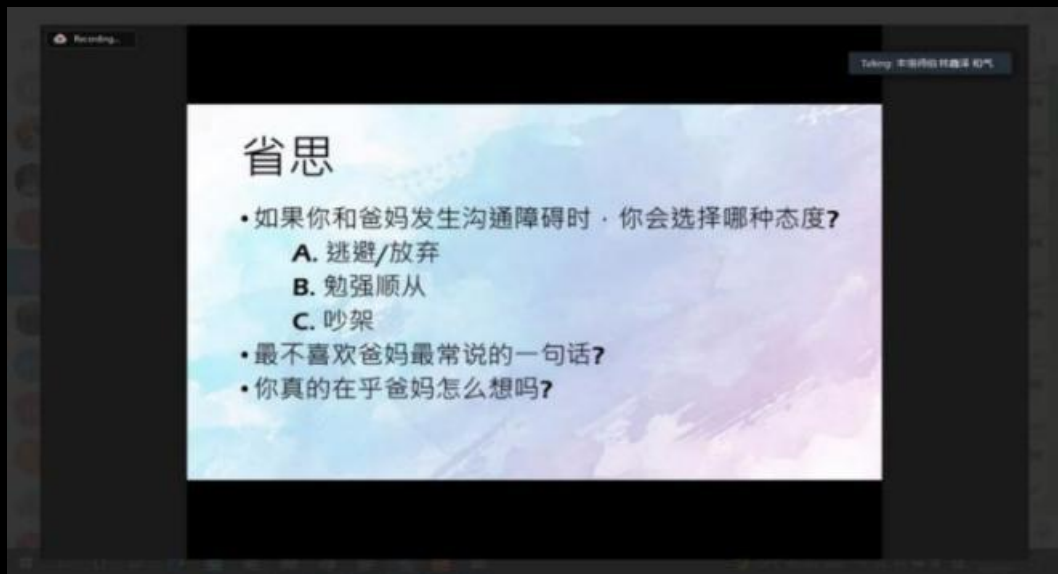 Recording...
Talking:
省思
•如果你和爸妈发生沟通障碍时，你会选择哪种态度?
A. 逃避/放弃
B. 勉强顺从
C. 吵架
•最不喜欢爸妈最常说的一句话?
•你真的在乎爸妈怎么想吗?